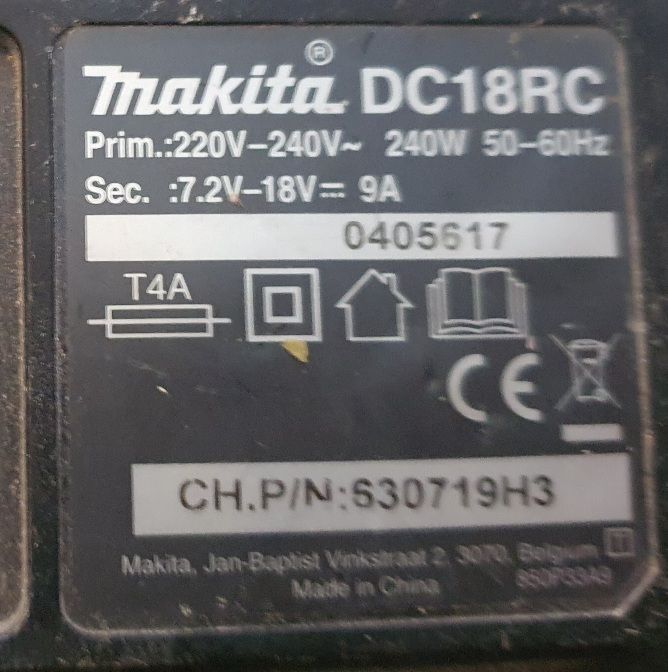 makita® DC18RC
Prim.:220V–240V~ 240W 50–60Hz
Sec. :7.2V–18V⎓ 9A
0405617
T4A
CE
CH.P/N:630719H3
Makita, Jan-Baptist Vinkstraat 2, 3070, Belgium T
Made in China